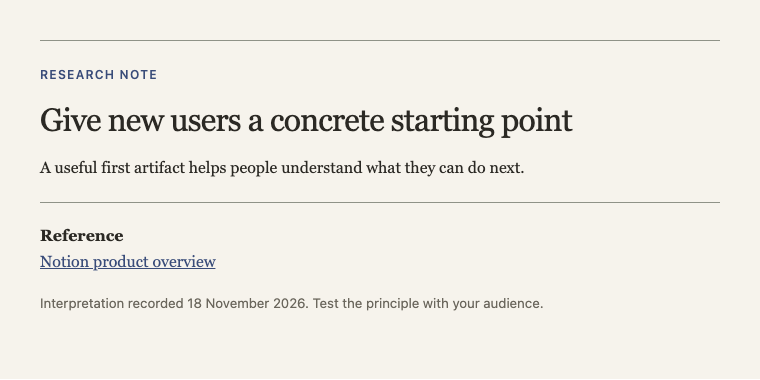 RESEARCH NOTE
Give new users a concrete starting point
A useful first artifact helps people understand what they can do next.
Reference
Notion product overview
Interpretation recorded 18 November 2026. Test the principle with your audience.